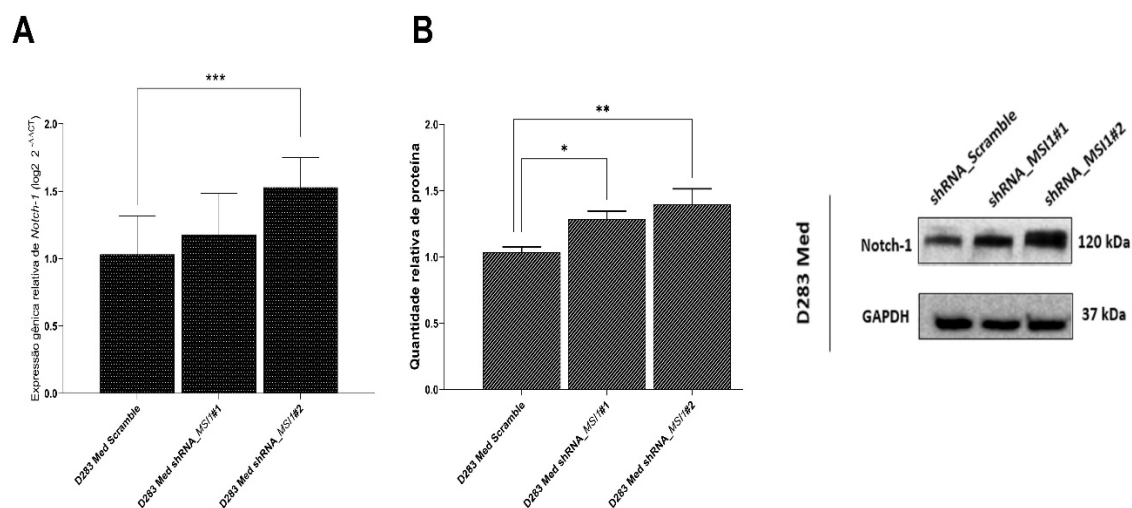 A
***
Expressão gênica relativa de Notch-1 (log2 2 -^^CT)
2.0
1.5
1.0
0.5
0.0
D283 Med Scramble
D283 Med shRNA_MSI1#1
D283 Med shRNA_MSI1#2
B
**
*
Quantidade relativa de proteína
2.0
1.5
1.0
0.5
0.0
D283 Med Scramble
D283 Med shRNA_MSI1#1
D283 Med shRNA_MSI1#2
shRNA_Scramble
shRNA_MSI1#1
shRNA_MSI1#2
D283 Med
Notch-1
120 kDa
GAPDH
37 kDa